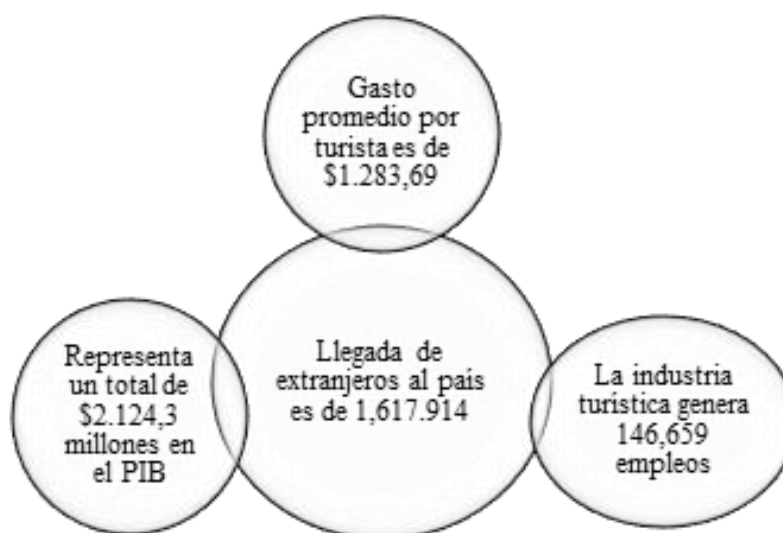 Gasto
promedio por
turista es de
$1.283,69
Llegada de
extranjeros al pais
es de 1,617.914
Representa
un total de
$2.124,3
millones en
el PIB
La industria
turistica genera
146,659
empleos